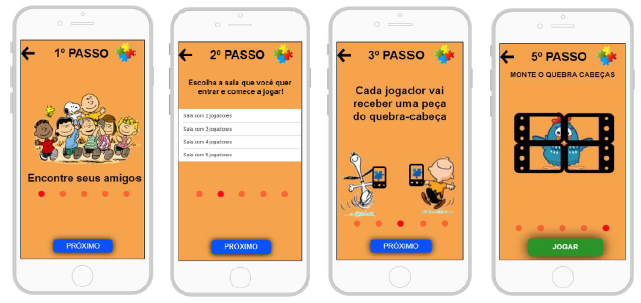 1º PASSO
Encontre seus amigos
PRÓXIMO
2º PASSO
Escolha a sala que você quer
entrar e comece a jogar!
Sala com 2 jogadores
Sala com 3 jogadores
Sala com 4 jogadores
Sala com 5 jogadores
PRÓXIMO
3º PASSO
Cada jogador vai
receber uma peça
do quebra-cabeça
PRÓXIMO
5º PASSO
MONTE O QUEBRA CABEÇAS
JOGAR